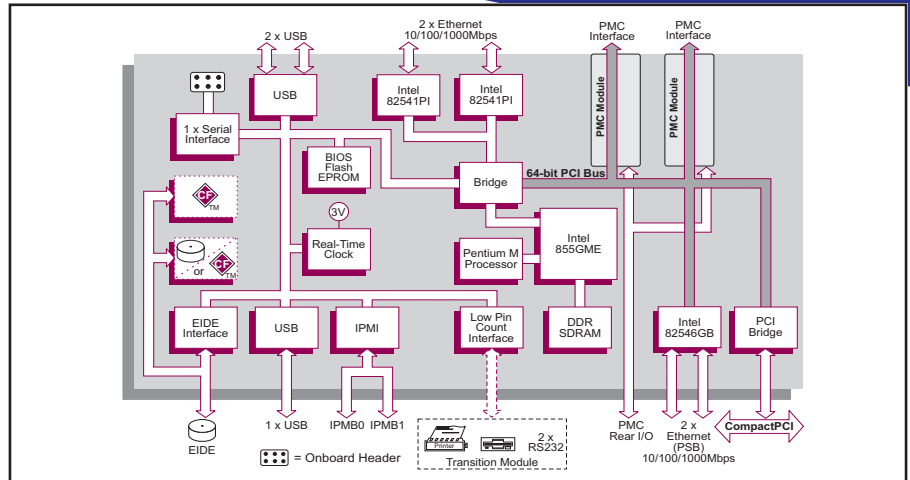 2 x USB
2 x Ethernet
10/100/1000Mbps
PMC
Interface
PMC
Interface
USB
Intel
82541PI
Intel
82541PI
PMC Module
PMC Module
1 x Serial
Interface
BIOS
Flash
EPROM
Bridge
64-bit PCI Bus
CF
TM
3V
Real-Time
Clock
Pentium M
Processor
Intel
855GME
or
CF
TM
EIDE
Interface
USB
IPMI
Low Pin
Count
Interface
DDR
SDRAM
Intel
82546GB
PCI
Bridge
EIDE
1 x USB
IPMB0 IPMB1
Printer
2 x
RS232
Transition Module
PMC
Rear I/O
2 x
Ethernet
(PSB)
10/100/1000Mbps
CompactPCI
= Onboard Header